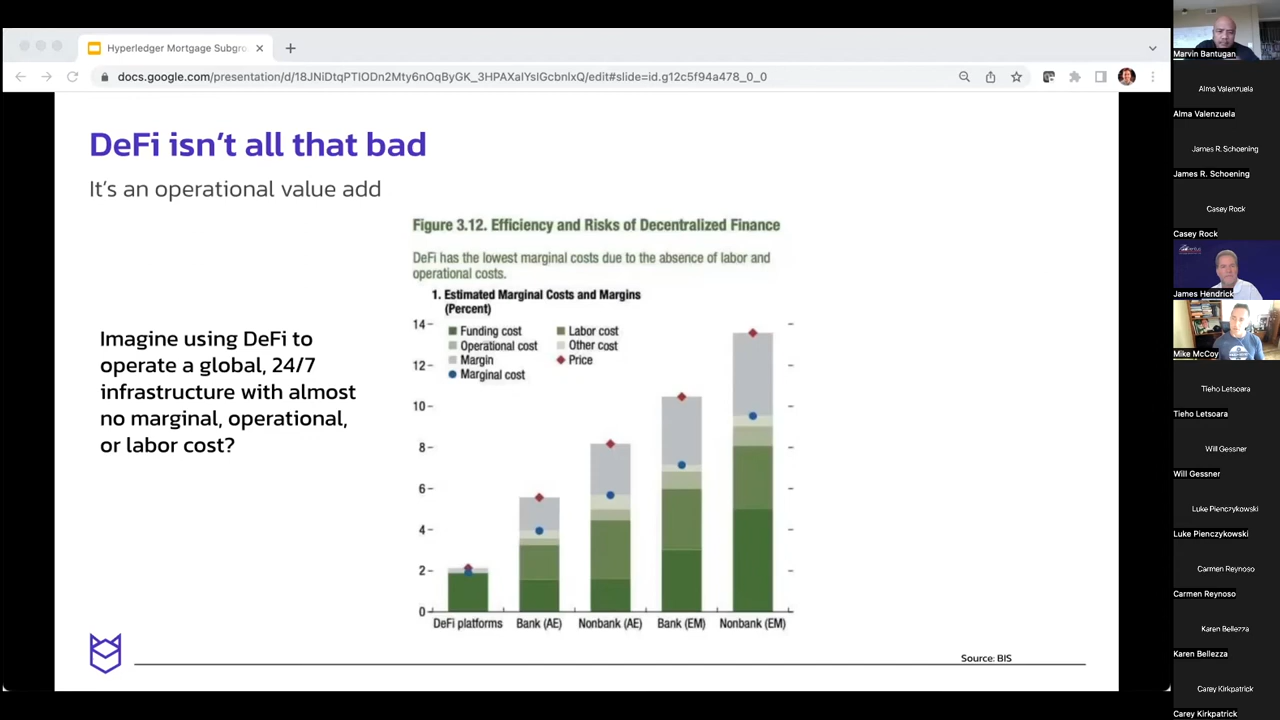 Hyperledger Mortgage Subgro
docs.google.com/presentation/d/18JNiDtqPTIODn2Mty6nOqByGK_3HPAXaIYsIGcbnlxQ/edit#slide=id.g12c5f94a478_0_0
DeFi isn't all that bad
It's an operational value add
Imagine using DeFi to
operate a global, 24/7
infrastructure with almost
no marginal, operational,
or labor cost?
Figure 3.12. Efficiency and Risks of Decentralized Finance
DeFi has the lowest marginal costs due to the absence of labor and
operational costs.
1. Estimated Marginal Costs and Margins
(Percent)
Funding cost
Labor cost
Operational cost
Other cost
Margin
Price
Marginal cost
14
12
10
8
6
4
2
0
DeFi platforms
Bank (AE)
Nonbank (AE)
Bank (EM)
Nonbank (EM)
Source: BIS
Marvin Bantugan
Alma Valenzuela
Alma Valenzuela
James R. Schoening
James R. Schoening
Casey Rock
Casey Rock
James Hendrick
Mike McCoy
Tieho Letsoara
Tieho Letsoara
Will Gessner
Will Gessner
Luke Pienczykowski
Luke Pienczykowski
Carmen Reynoso
Carmen Reynoso
Karen Bellezza
Karen Bellezza
Carey Kirkpatrick
Carey Kirkpatrick